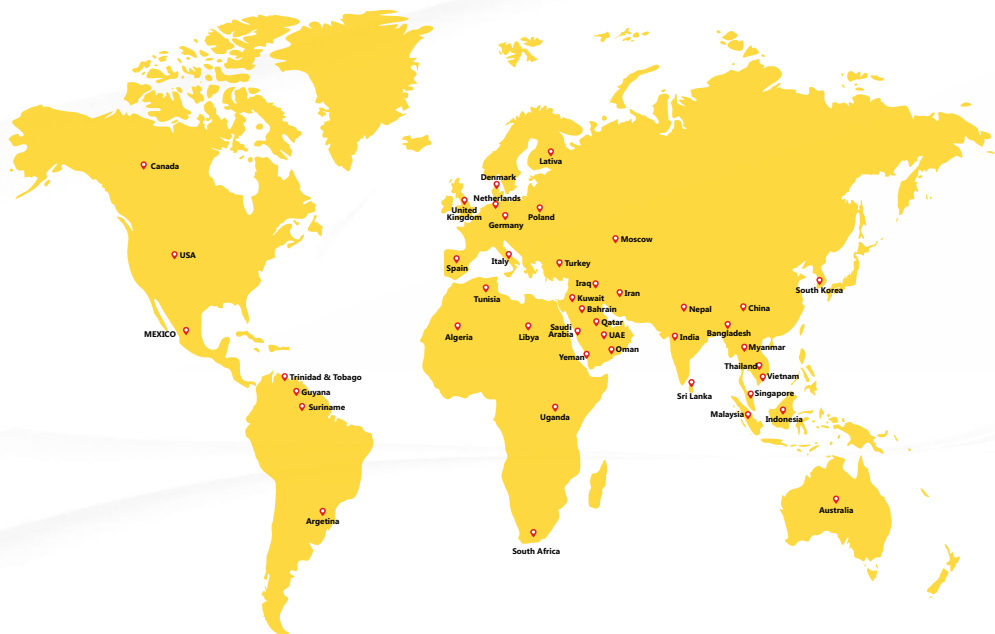 Canada
Lativa
Denmark
Netherlands
United
Kingdom
Poland
Germany
Moscow
USA
Italy
Spain
Turkey
Iraq
Iran
South Korea
Tunisia
Kuwait
Bahrain
Nepal
China
Qatar
Saudi
Arabia
MEXICO
Algeria
Libya
UAE
India
Bangladesh
Oman
Yeman
Myanmar
Thailand
Vietnam
Trinidad & Tobago
Sri Lanka
Guyana
Singapore
Suriname
Uganda
Malaysia
Indonesia
Australia
Argetina
South Africa